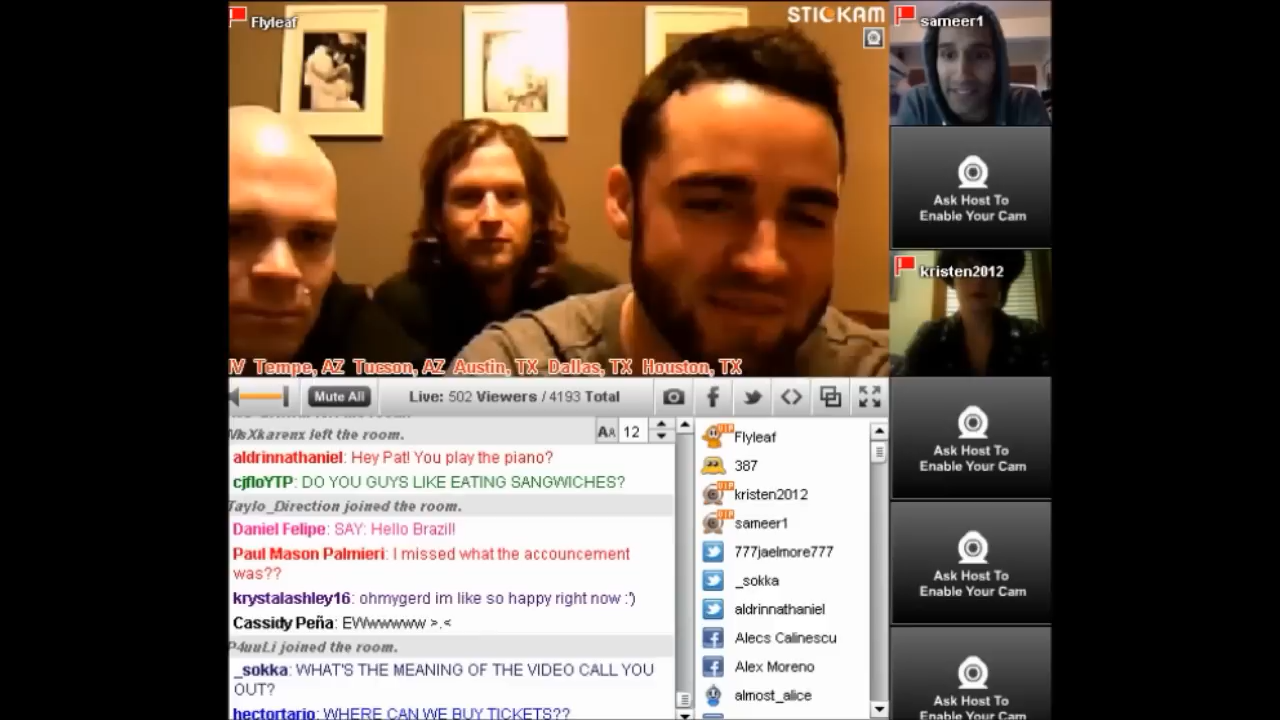 Flyleaf
STICKAM
sameer1
Ask Host To
Enable Your Cam
kristen2012
IV Tempe, AZ Tucson, AZ Austin, TX Dallas, TX Houston, TX
Mute All
Live: 502 Viewers / 4193 Total
Ask Host To
Enable Your Cam
left the room.
AA 12
aldrinnathaniel: Hey Pat! You play the piano?
cjfloYTP: DO YOU GUYS LIKE EATING SANGWICHES?
Taylo_Direction joined the room.
Daniel Felipe: SAY: Hello Brazil!
Paul Mason Palmieri: I missed what the accouncement
was??
krystalashley16: ohmygerd im like so happy right now :')
Cassidy Peña: EWwwwww >.<
P4uuLi joined the room.
_sokka: WHAT'S THE MEANING OF THE VIDEO CALL YOU
OUT?
hectortario: WHERE CAN WE BUY TICKETS??
VIP Flyleaf
387
VIP kristen2012
VIP sameer1
777jaelmore777
_sokka
aldrinnathaniel
Alecs Calinescu
Alex Moreno
almost_alice
Ask Host To
Enable Your Cam
Ask Host To
Enable Your Cam